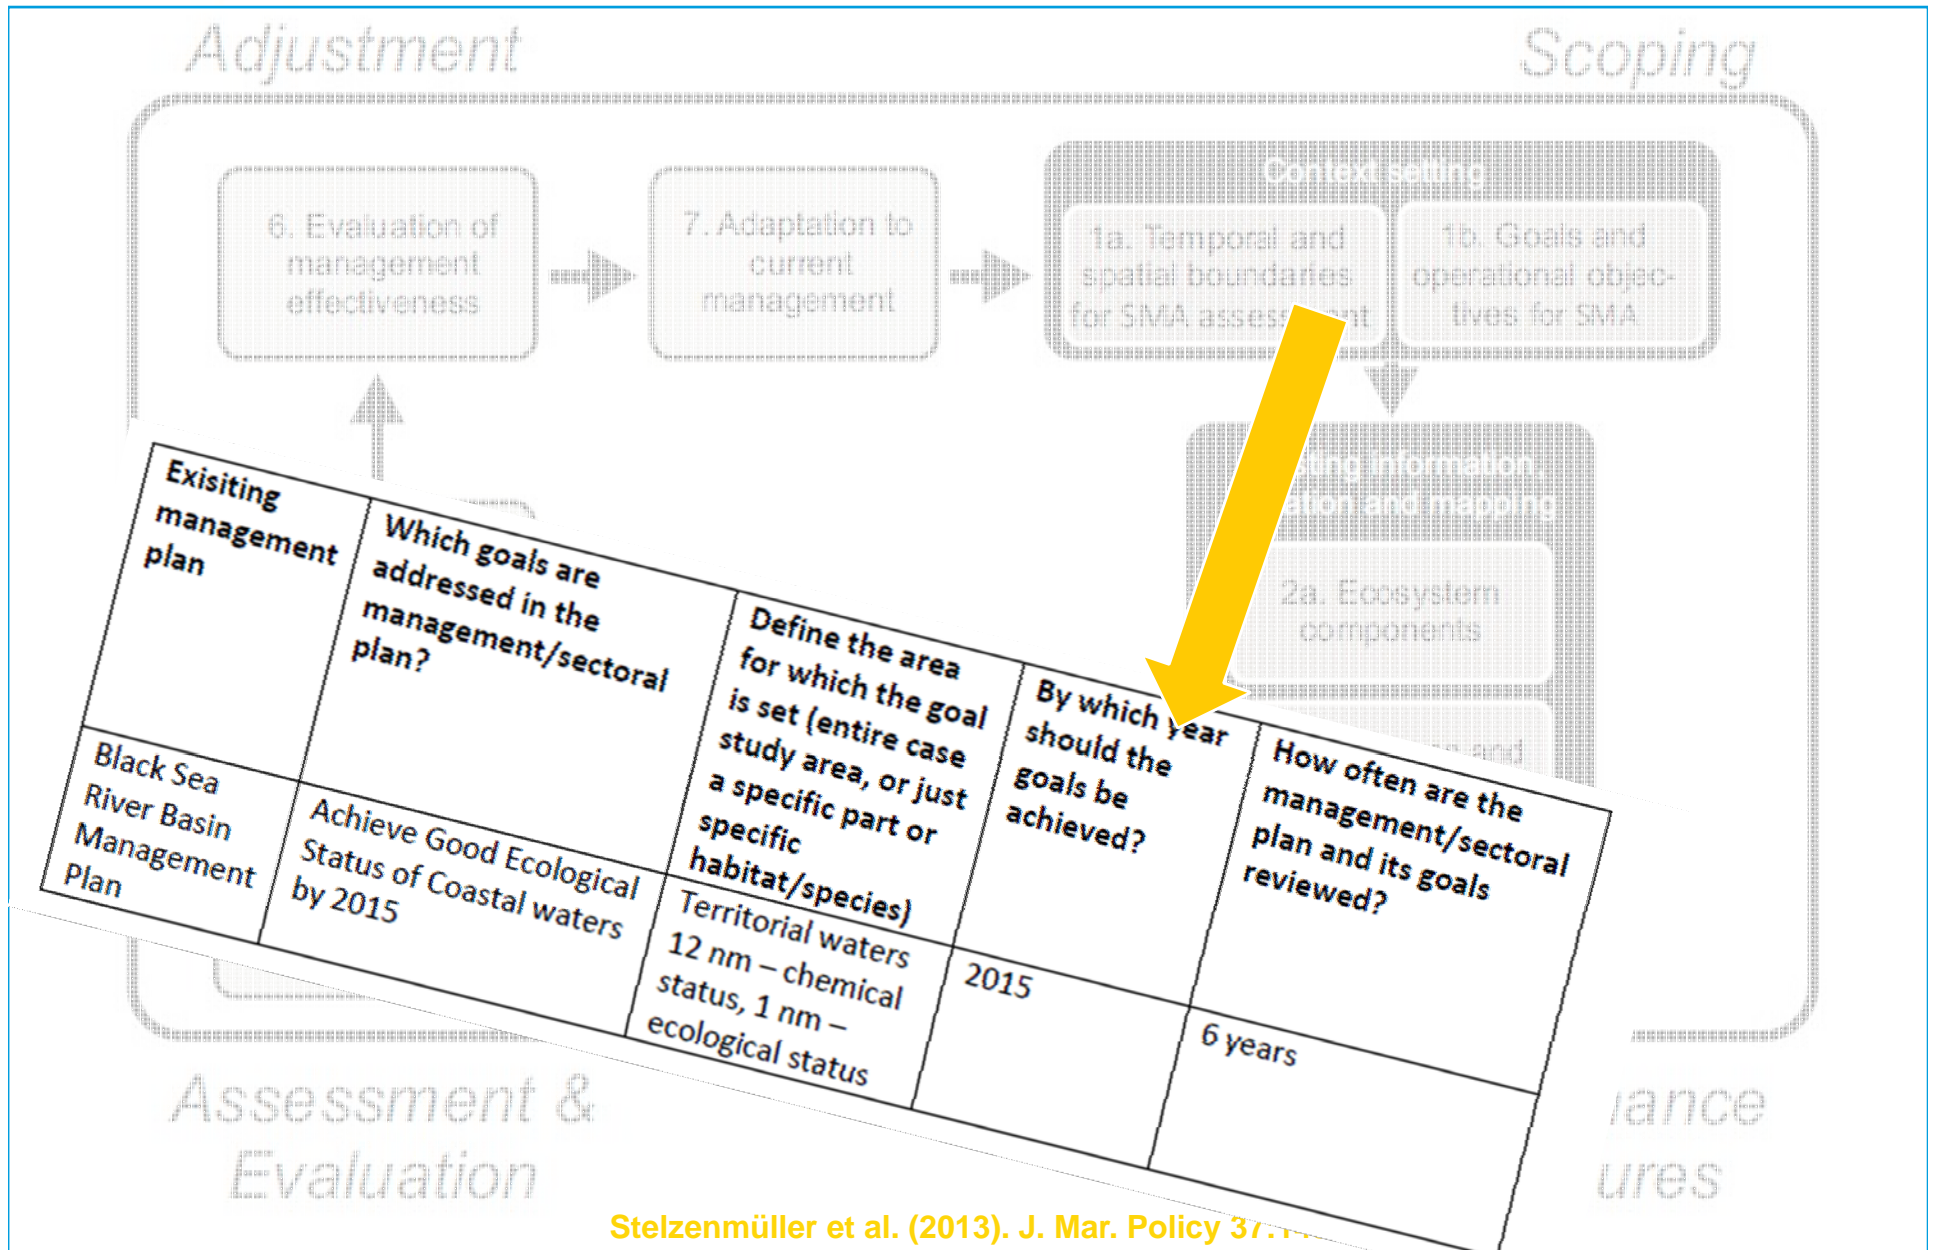 Adjustment
Scoping
6. Evaluation of
management
effectiveness
7. Adaptation to
current
management
Context setting
1a. Temporal and
spatial boundaries
for SMA assessment
1b. Goals and
operational objec-
tives for SMA
information
and mapping
2a. Ecosystem
components
and
Exisiting
management
plan
Which goals are
addressed in the
management/sectoral
plan?
Define the area
for which the goal
is set (entire case
study area, or just
a specific part or
specific
habitat/species)
By which year
should the
goals be
achieved?
How often are the
management/sectoral
plan and its goals
reviewed?
Black Sea
River Basin
Management
Plan
Achieve Good Ecological
Status of Coastal waters
by 2015
Territorial waters
12 nm – chemical
status, 1 nm –
ecological status
2015
6 years
Assessment &
Evaluation
Stelzenmüller et al. (2013). J. Mar. Policy 37: